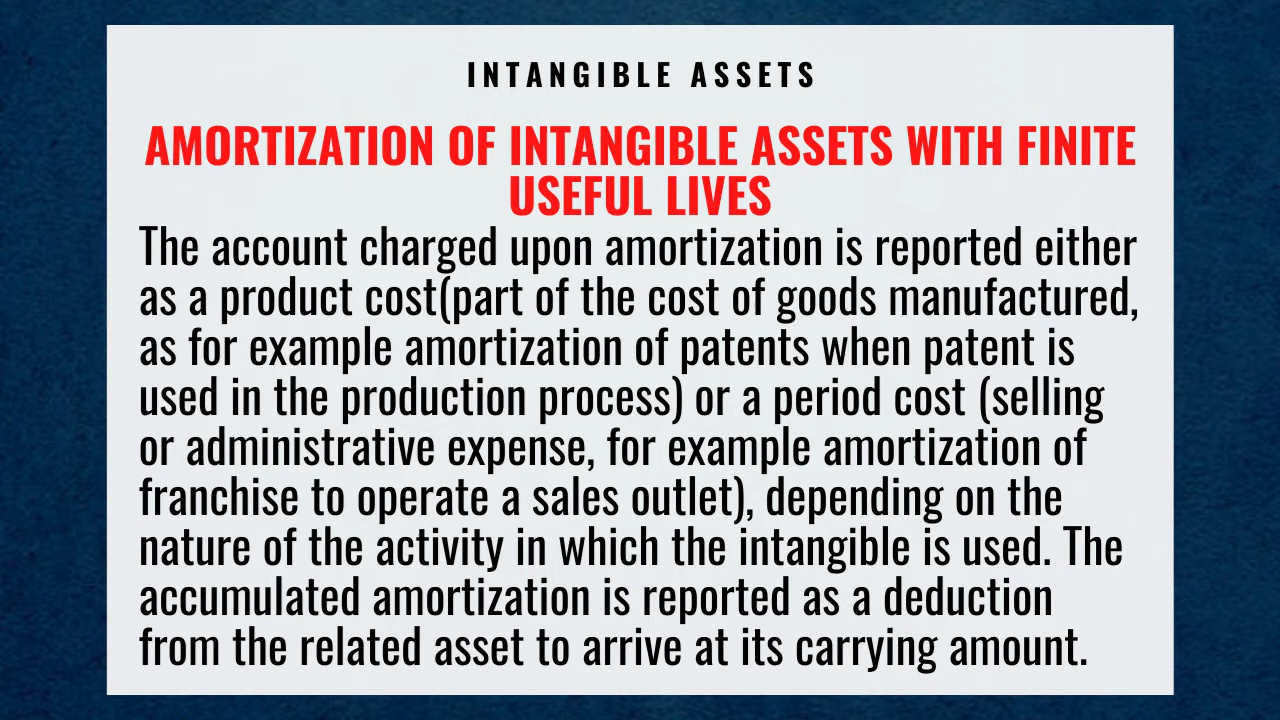 INTANGIBLE ASSETS
AMORTIZATION OF INTANGIBLE ASSETS WITH FINITE
USEFUL LIVES
The account charged upon amortization is reported either
as a product cost(part of the cost of goods manufactured,
as for example amortization of patents when patent is
used in the production process) or a period cost (selling
or administrative expense, for example amortization of
franchise to operate a sales outlet), depending on the
nature of the activity in which the intangible is used. The
accumulated amortization is reported as a deduction
from the related asset to arrive at its carrying amount.